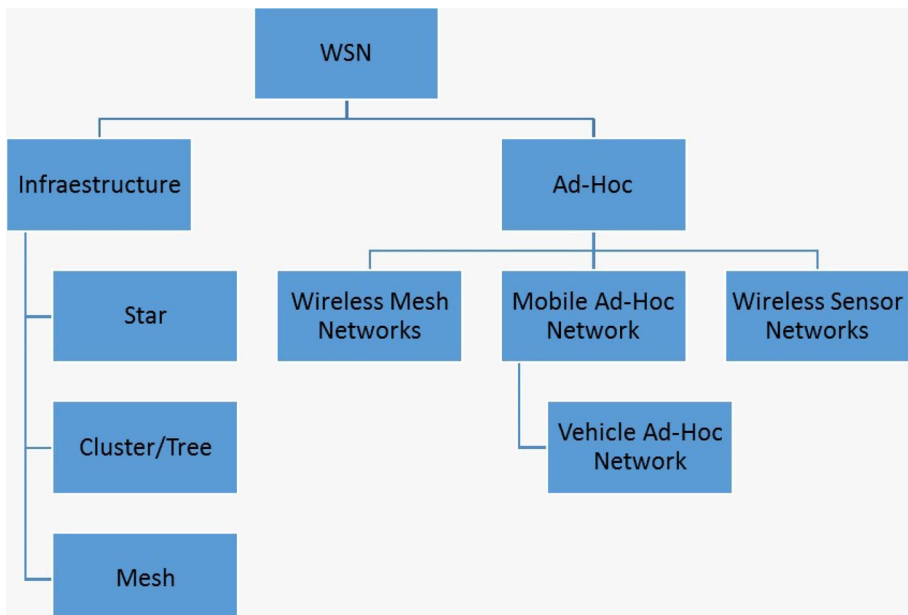 WSN
Infraestructure
Ad-Hoc
Star
Wireless Mesh
Networks
Mobile Ad-Hoc
Network
Wireless Sensor
Networks
Cluster/Tree
Vehicle Ad-Hoc
Network
Mesh